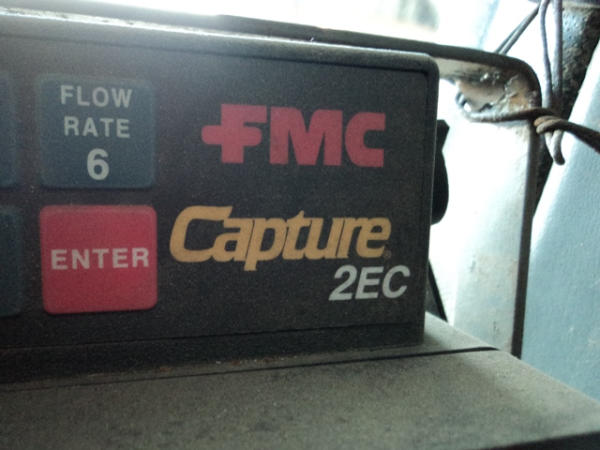 FLOW
RATE
6
ENTER
FMC
Capture®
2EC